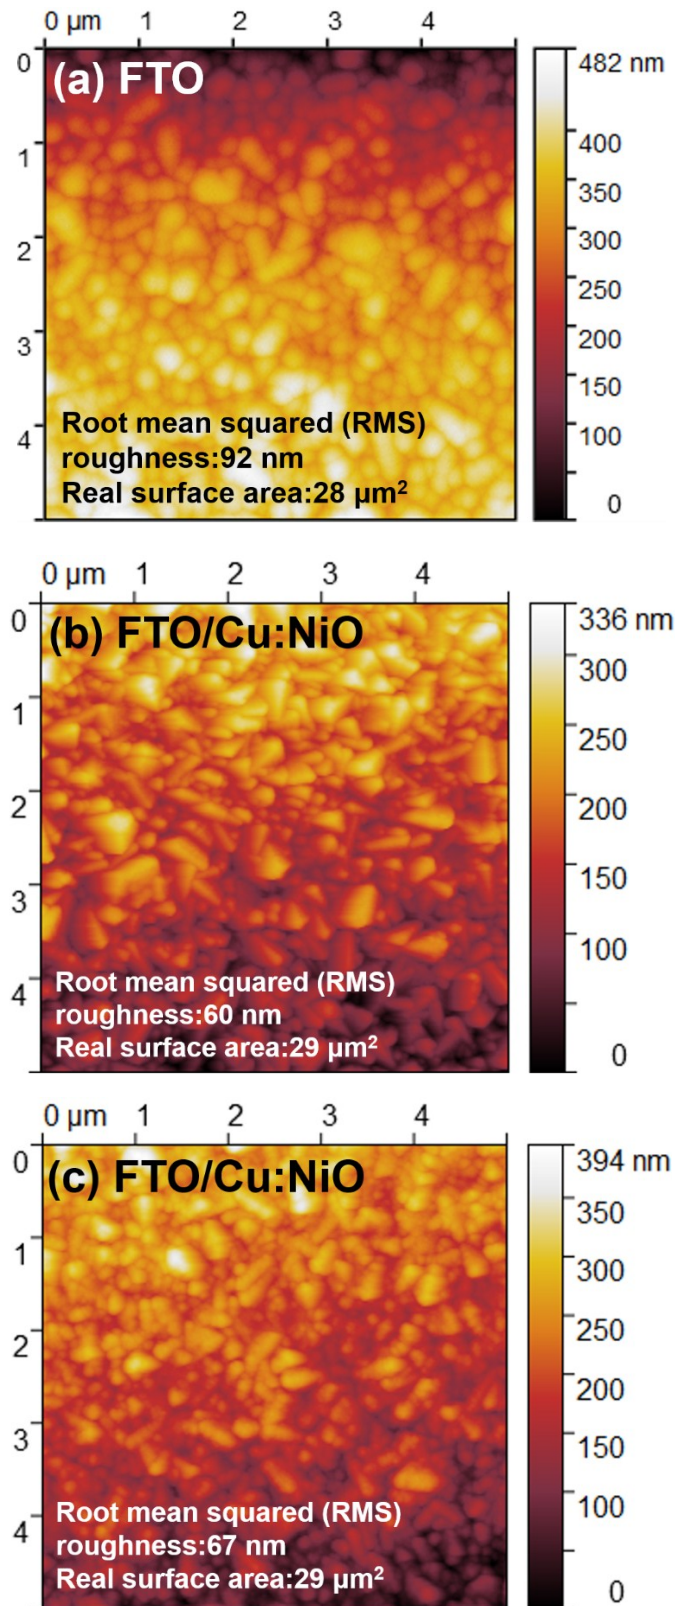 0 µm 1 2 3 4
0
1
2
3
4
(a) FTO
Root mean squared (RMS)
roughness:92 nm
Real surface area:28 µm²
482 nm
400
350
300
250
200
150
100
0
0 µm 1 2 3 4
0
1
2
3
4
(b) FTO/Cu:NiO
Root mean squared (RMS)
roughness:60 nm
Real surface area:29 µm²
336 nm
300
250
200
150
100
0
0 µm 1 2 3 4
0
1
2
3
4
(c) FTO/Cu:NiO
Root mean squared (RMS)
roughness:67 nm
Real surface area:29 µm²
394 nm
350
300
250
200
150
100
0